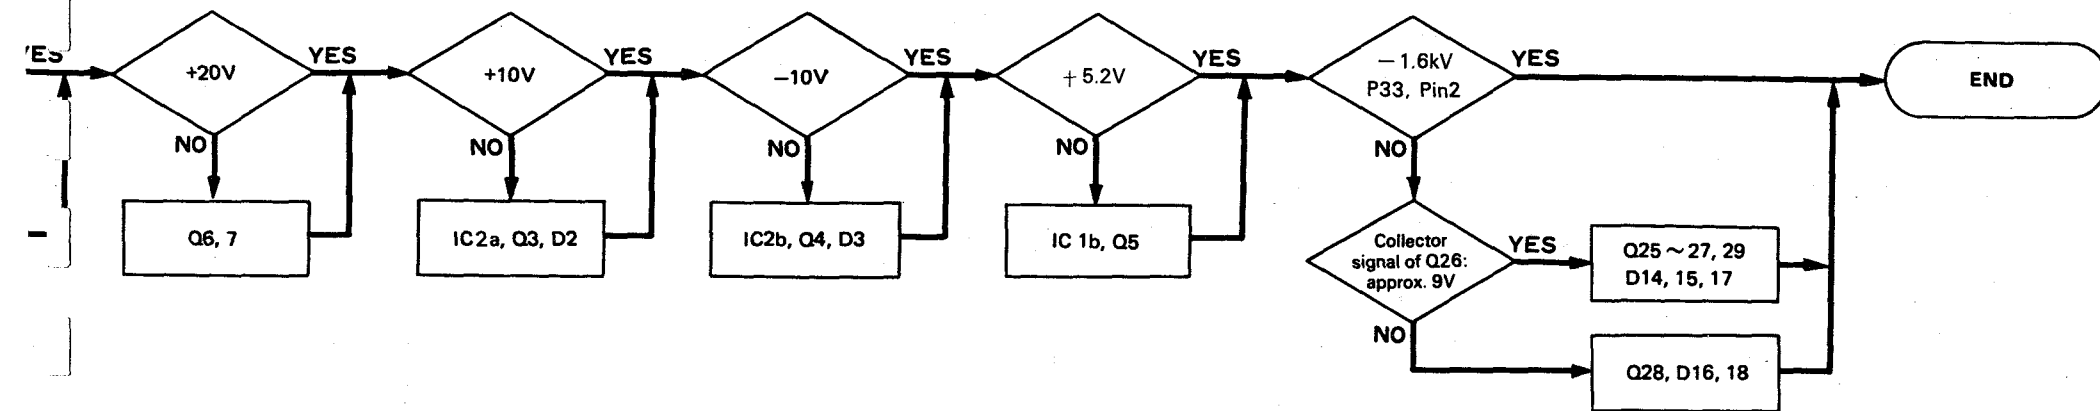 YES
+20V
YES
NO
Q6, 7
+10V
YES
NO
IC2a, Q3, D2
−10V
YES
NO
IC2b, Q4, D3
+5.2V
YES
NO
IC 1b, Q5
−1.6kV
P33, Pin2
YES
NO
Collector
signal of Q26:
approx. 9V
YES
Q25~27, 29
D14, 15, 17
NO
Q28, D16, 18
END